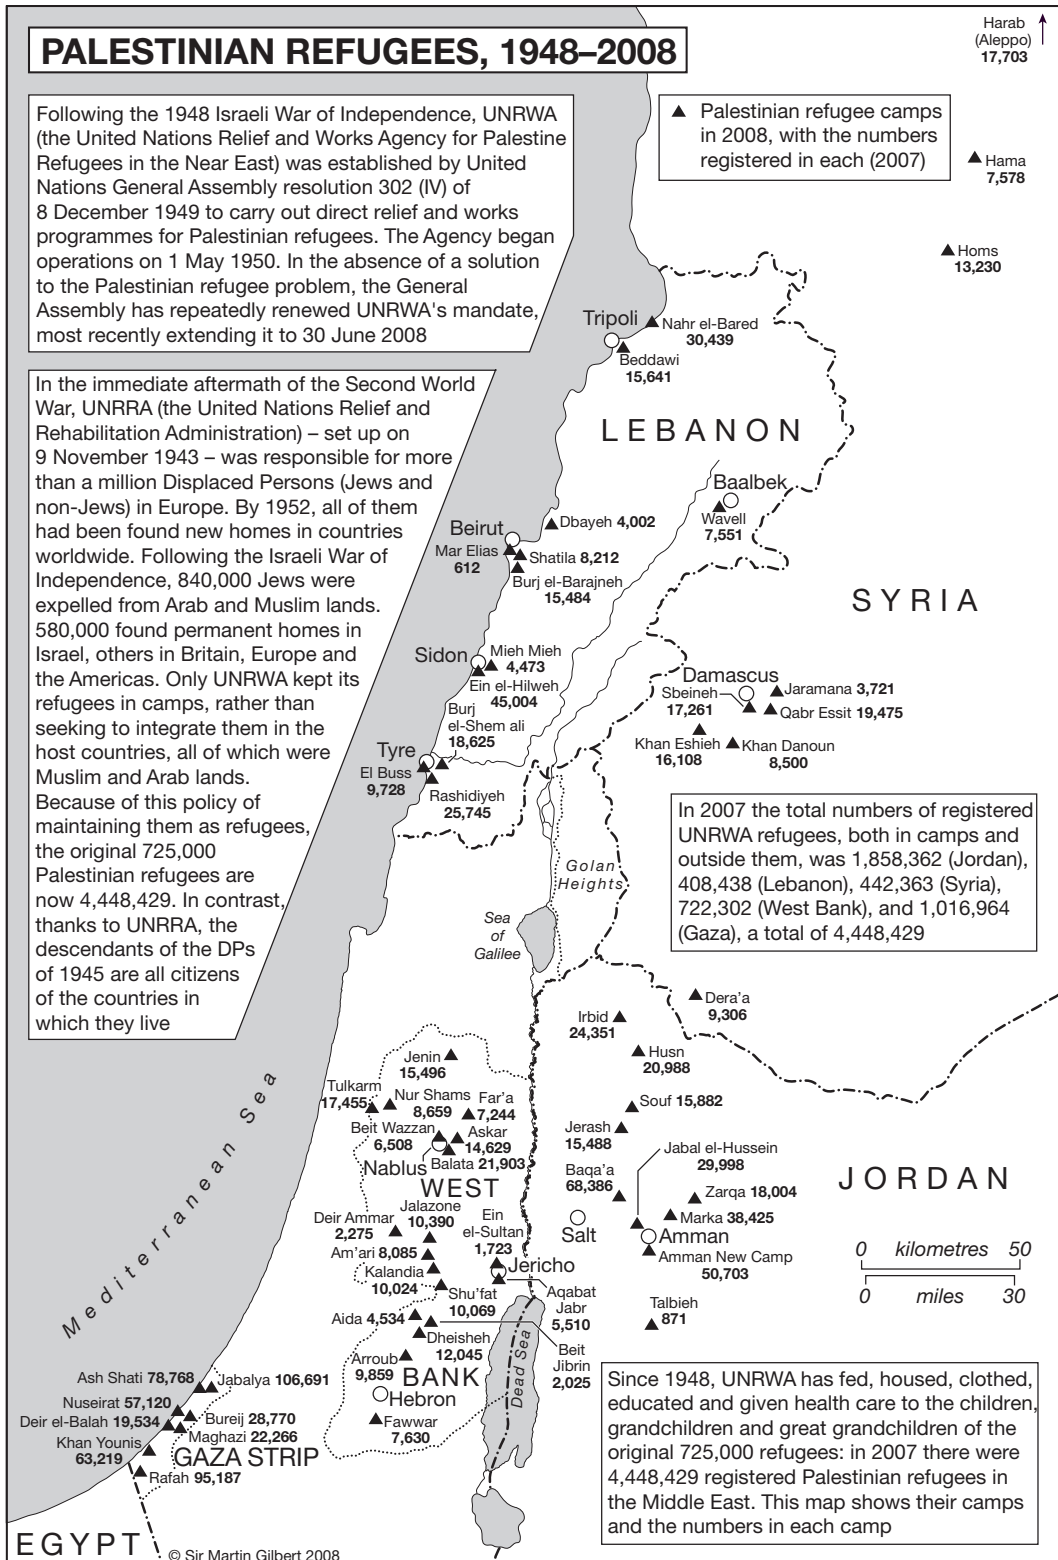 PALESTINIAN REFUGEES, 1948–2008
Harab
(Aleppo)
17,703
Following the 1948 Israeli War of Independence, UNRWA
(the United Nations Relief and Works Agency for Palestine
Refugees in the Near East) was established by United
Nations General Assembly resolution 302 (IV) of
8 December 1949 to carry out direct relief and works
programmes for Palestinian refugees. The Agency began
operations on 1 May 1950. In the absence of a solution
to the Palestinian refugee problem, the General
Assembly has repeatedly renewed UNRWA's mandate,
most recently extending it to 30 June 2008
Palestinian refugee camps
in 2008, with the numbers
registered in each (2007)
Hama
7,578
Homs
13,230
Tripoli
Nahr el-Bared
30,439
Beddawi
15,641
In the immediate aftermath of the Second World
War, UNRRA (the United Nations Relief and
Rehabilitation Administration) – set up on
9 November 1943 – was responsible for more
than a million Displaced Persons (Jews and
non-Jews) in Europe. By 1952, all of them
had been found new homes in countries
worldwide. Following the Israeli War of
Independence, 840,000 Jews were
expelled from Arab and Muslim lands.
580,000 found permanent homes in
Israel, others in Britain, Europe and
the Americas. Only UNRWA kept its
refugees in camps, rather than
seeking to integrate them in the
host countries, all of which were
Muslim and Arab lands.
Because of this policy of
maintaining them as refugees,
the original 725,000
Palestinian refugees are
now 4,448,429. In contrast,
thanks to UNRRA, the
descendants of the DPs
of 1945 are all citizens
of the countries in
which they live
LEBANON
Baalbek
Wavell
7,551
Beirut
Dbayeh 4,002
Mar Elias
612
Shatila 8,212
Burj el-Barajneh
15,484
SYRIA
Sidon
Mieh Mieh
4,473
Ein el-Hilweh
45,004
Burj
el-Shem ali
18,625
Damascus
Sbeineh
17,261
Jaramana 3,721
Qabr Essit 19,475
Khan Eshieh
16,108
Khan Danoun
8,500
Tyre
El Buss
9,728
Rashidiyeh
25,745
In 2007 the total numbers of registered
UNRWA refugees, both in camps and
outside them, was 1,858,362 (Jordan),
408,438 (Lebanon), 442,363 (Syria),
722,302 (West Bank), and 1,016,964
(Gaza), a total of 4,448,429
Golan
Heights
Sea
of
Galilee
Dera'a
9,306
Irbid
24,351
Husn
20,988
Souf 15,882
Jerash
15,488
Jabal el-Hussein
29,998
Baqa'a
68,386
Zarqa 18,004
Marka 38,425
JORDAN
Salt
Amman
Amman New Camp
50,703
Talbieh
871
0 kilometres 50
0 miles 30
Mediterranean Sea
Jenin
15,496
Tulkarm
17,455
Nur Shams
8,659
Far'a
7,244
Beit Wazzan
6,508
Askar
14,629
Nablus
Balata 21,903
WEST
Jalazone
10,390
Deir Ammar
2,275
Ein
el-Sultan
1,723
Am'ari 8,085
Kalandia
10,024
Jericho
Shu'fat
10,069
Aqabat
Jabr
5,510
Aida 4,534
Dheisheh
12,045
Beit
Jibrin
2,025
Arroub
9,859
BANK
Hebron
Fawwar
7,630
Dead Sea
Ash Shati 78,768
Jabalya 106,691
Nuseirat 57,120
Deir el-Balah 19,534
Bureij 28,770
Maghazi 22,266
Khan Younis
63,219
GAZA STRIP
Rafah 95,187
EGYPT
© Sir Martin Gilbert 2008
Since 1948, UNRWA has fed, housed, clothed,
educated and given health care to the children,
grandchildren and great grandchildren of the
original 725,000 refugees: in 2007 there were
4,448,429 registered Palestinian refugees in
the Middle East. This map shows their camps
and the numbers in each camp